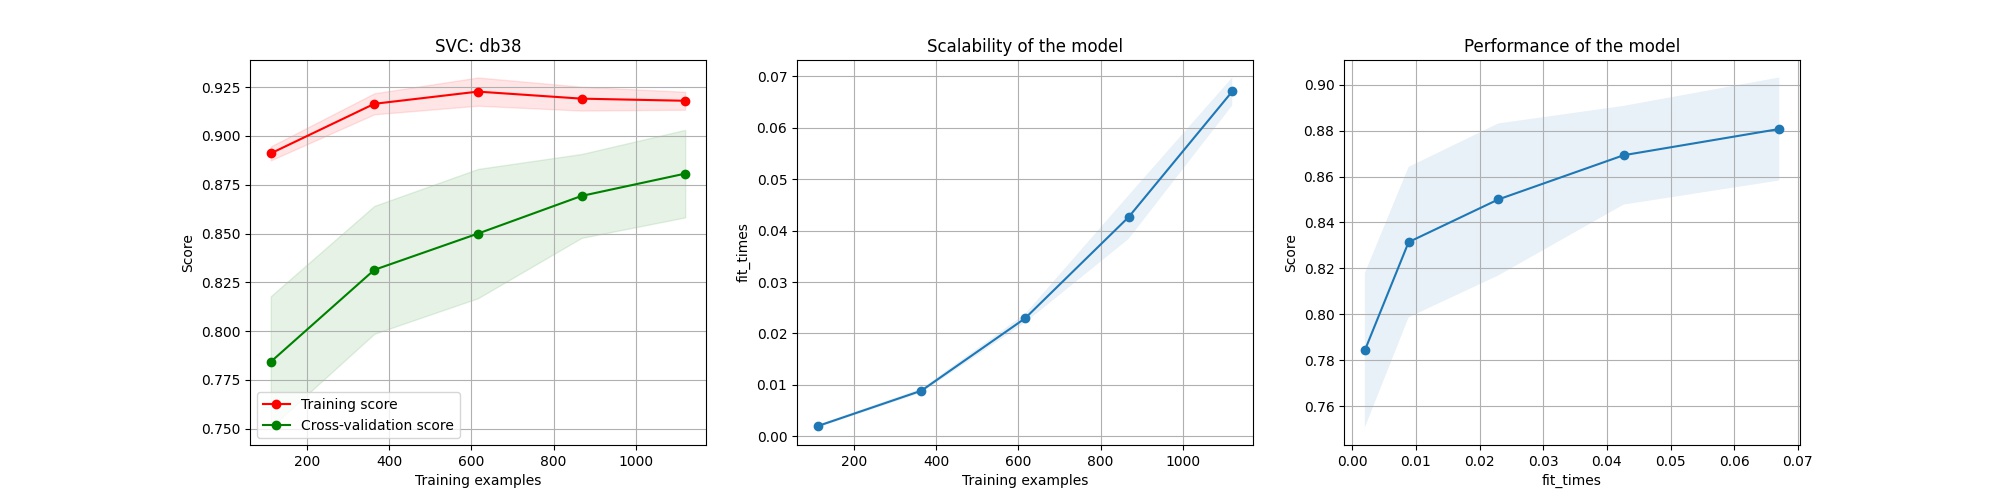 SVC: db38
0.925
0.900
0.875
0.850
0.825
0.800
0.775
0.750
Score
Training score
Cross-validation score
200 400 600 800 1000
Training examples
Scalability of the model
0.07
0.06
0.05
0.04
0.03
0.02
0.01
0.00
fit_times
200 400 600 800 1000
Training examples
Performance of the model
0.90
0.88
0.86
0.84
0.82
0.80
0.78
0.76
Score
0.00 0.01 0.02 0.03 0.04 0.05 0.06 0.07
fit_times